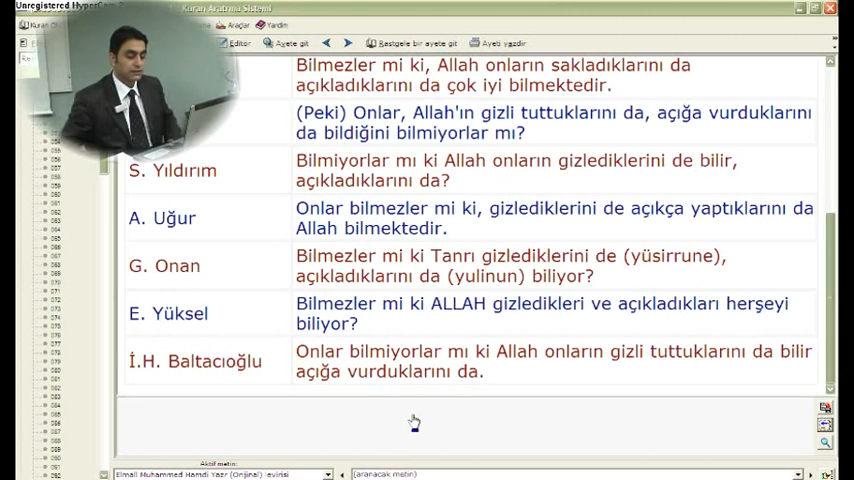 Unregistered HyperCam 2
Kuran Araştırma Sistemi
Kuran
Araçlar
Yardım
Editor
Ayete git
Rastgele bir ayete git
Ayeti yazdır
Bilmezler mi ki, Allah onların sakladıklarını da
açıkladıklarını da çok iyi bilmektedir.
(Peki) Onlar, Allah'ın gizli tuttuklarını da, açığa vurduklarını
da bildiğini bilmiyorlar mı?
S. Yıldırım
Bilmiyorlar mı ki Allah onların gizlediklerini de bilir,
açıkladıklarını da?
A. Uğur
Onlar bilmezler mi ki, gizlediklerini de açıkça yaptıklarını da
Allah bilmektedir.
G. Onan
Bilmezler mi ki Tanrı gizlediklerini de (yüsirrune),
açıkladıklarını da (yulinun) biliyor?
E. Yüksel
Bilmezler mi ki ALLAH gizledikleri ve açıkladıkları herşeyi
biliyor?
İ.H. Baltacıoğlu
Onlar bilmiyorlar mı ki Allah onların gizli tuttuklarını da bilir
açığa vurduklarını da.
Aktif metin:
Elmalı Muhammed Hamdi Yazır (Orijinal) Tevirisi
(aranacak metin)